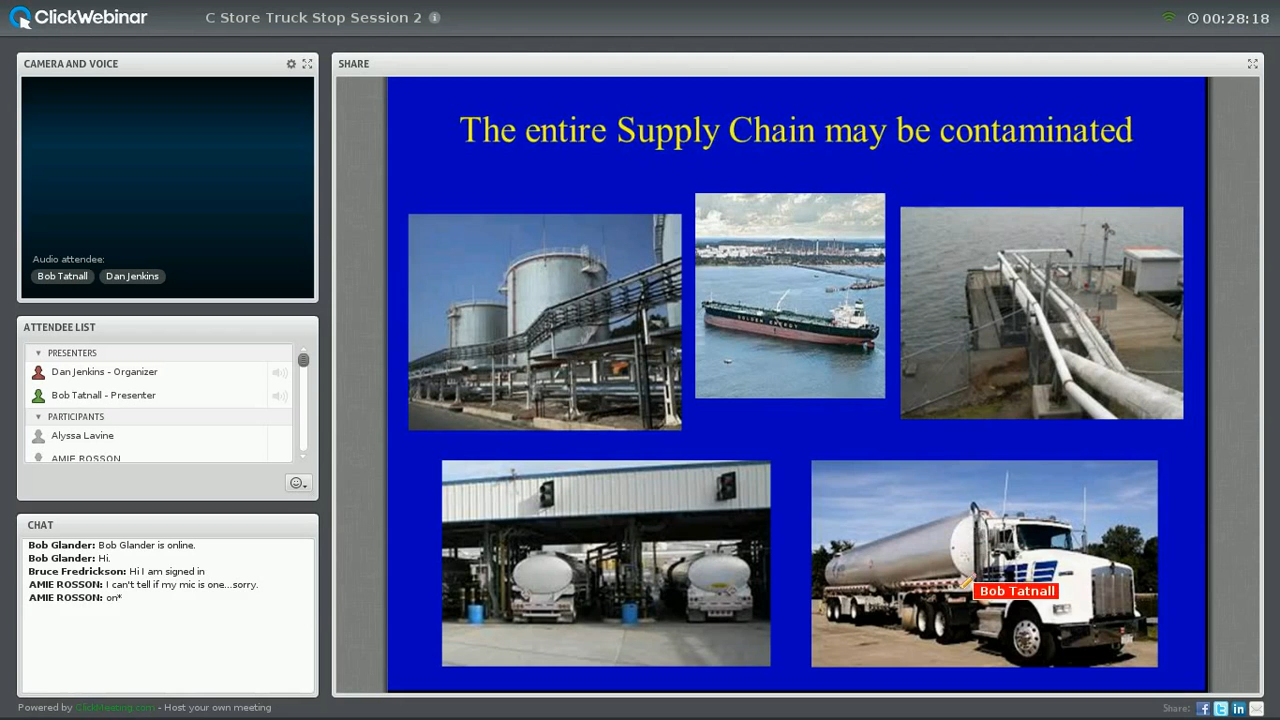 ClickWebinar
C Store Truck Stop Session 2
00:28:18
CAMERA AND VOICE
Audio attendee:
Bob Tatnall Dan Jenkins
ATTENDEE LIST
PRESENTERS
Dan Jenkins - Organizer
Bob Tatnall - Presenter
PARTICIPANTS
Alyssa Lavine
AMIE ROSSON
CHAT
Bob Glander: Bob Glander is online.
Bob Glander: Hi.
Bruce Fredrickson: Hi I am signed in
AMIE ROSSON: I can't tell if my mic is one...sorry.
AMIE ROSSON: on*
SHARE
The entire Supply Chain may be contaminated
GOLDEN ENERGY
Bob Tatnall
Powered by ClickMeeting.com - Host your own meeting
Share: